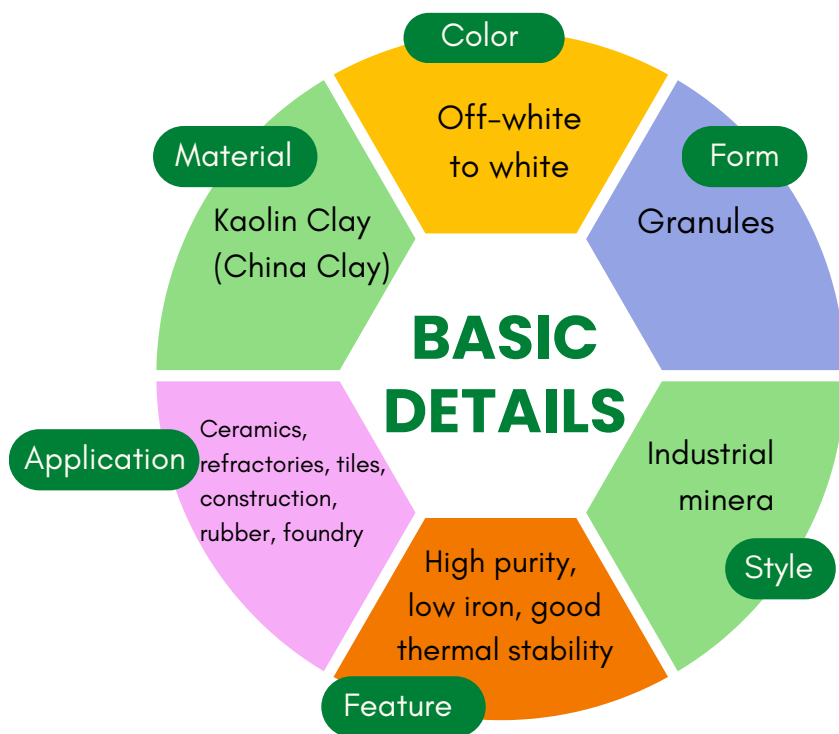 Color
Off-white
to white
Material
Kaolin Clay
(China Clay)
Form
Granules
BASIC
DETAILS
Application
Ceramics,
refractories, tiles,
construction,
rubber, foundry
Industrial
minera
Style
High purity,
low iron, good
thermal stability
Feature